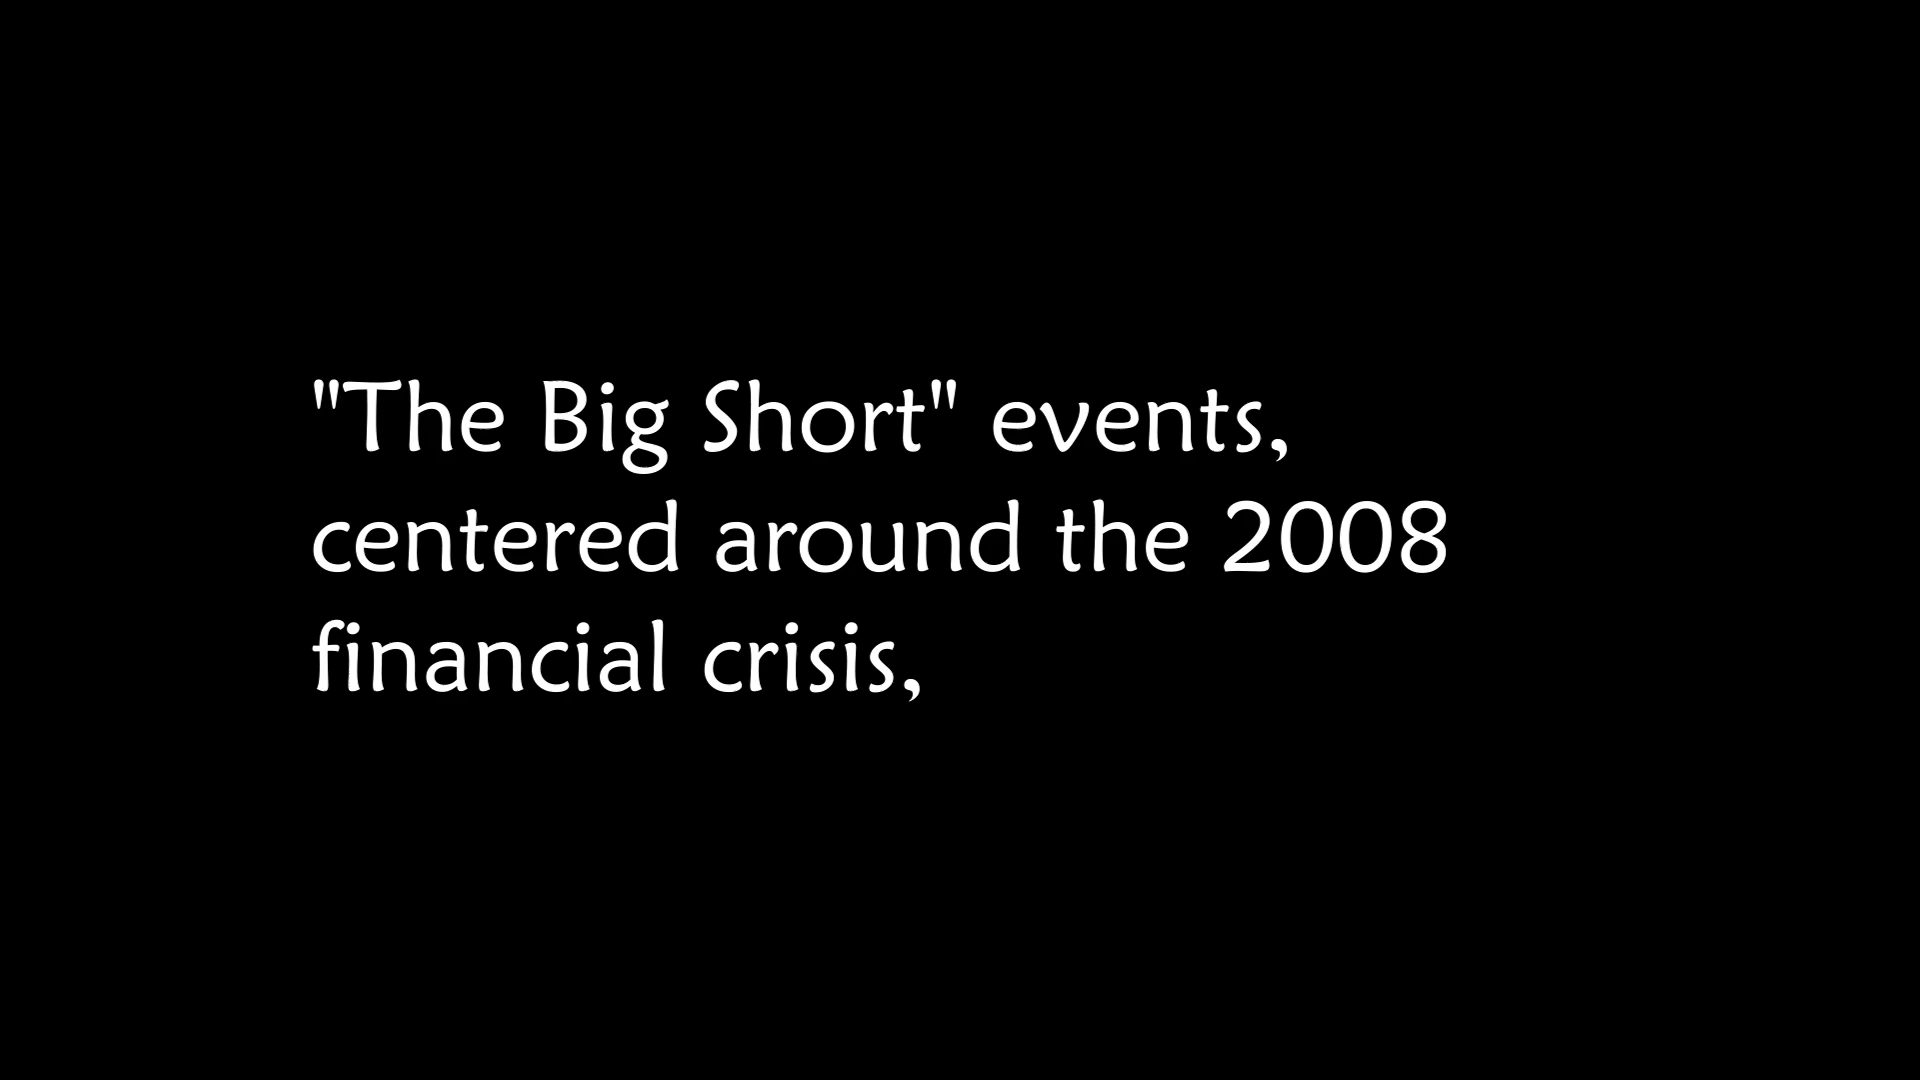 "The Big Short" events,
centered around the 2008
financial crisis,